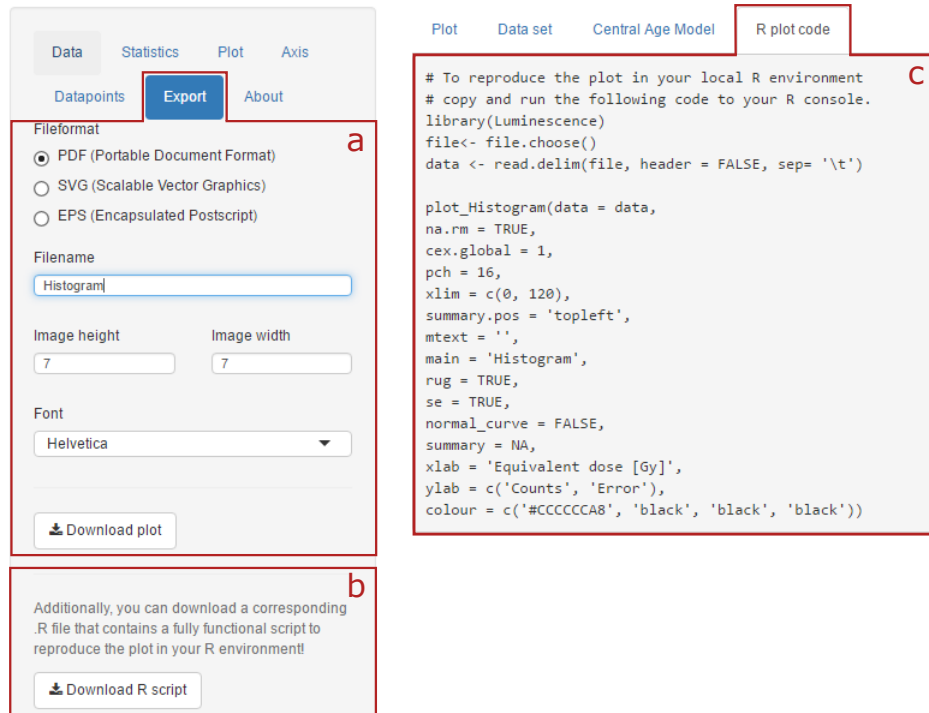 Data Statistics Plot Axis
Datapoints Export About
a
Fileformat
PDF (Portable Document Format)
SVG (Scalable Vector Graphics)
EPS (Encapsulated Postscript)
Filename
Histogram
Image height Image width
7 7
Font
Helvetica
Download plot
b
Additionally, you can download a corresponding
.R file that contains a fully functional script to
reproduce the plot in your R environment!
Download R script
Plot Data set Central Age Model R plot code
c
# To reproduce the plot in your local R environment
# copy and run the following code to your R console.
library(Luminescence)
file<- file.choose()
data <- read.delim(file, header = FALSE, sep= '\t')
plot_Histogram(data = data,
na.rm = TRUE,
cex.global = 1,
pch = 16,
xlim = c(0, 120),
summary.pos = 'topleft',
mtext = '',
main = 'Histogram',
rug = TRUE,
se = TRUE,
normal_curve = FALSE,
summary = NA,
xlab = 'Equivalent dose [Gy]',
ylab = c('Counts', 'Error'),
colour = c('#CCCCCCA8', 'black', 'black', 'black'))